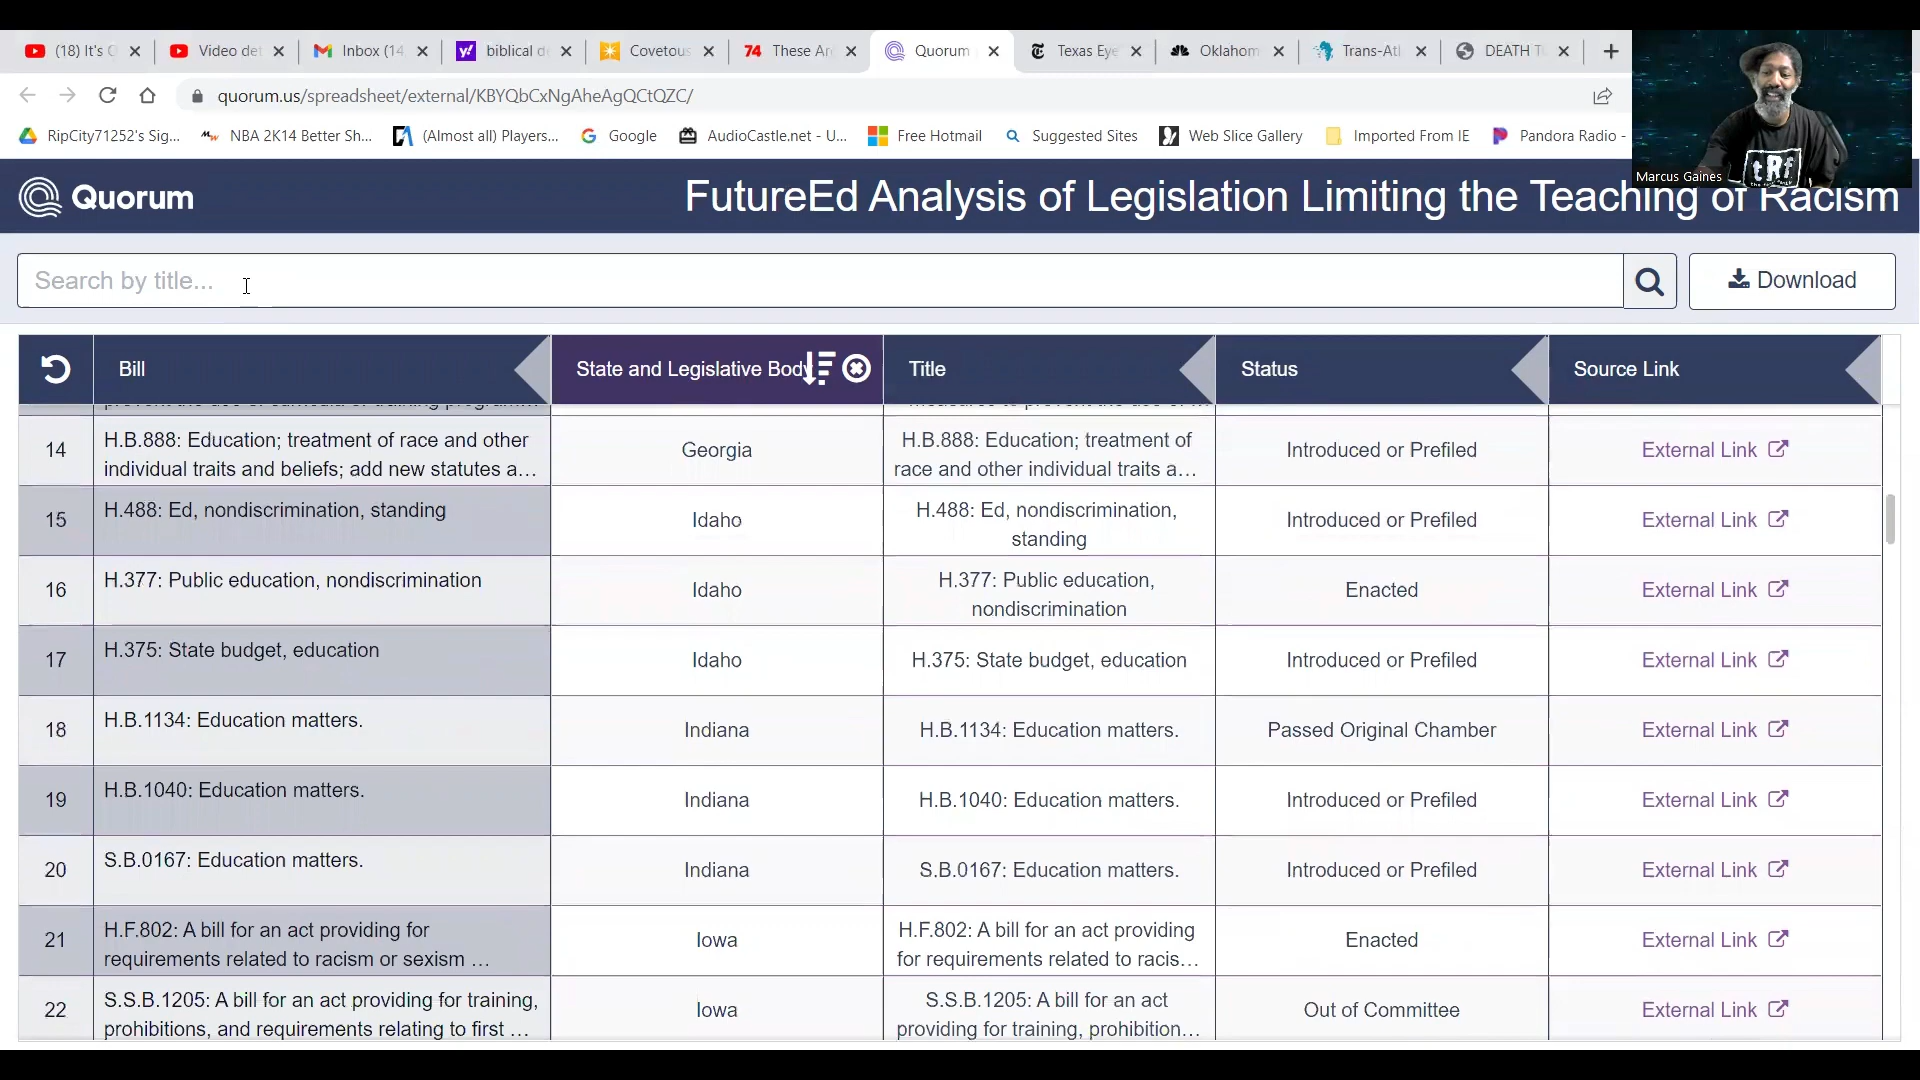 (18) It's
Video de
Inbox (14
biblical d
Covetous
74
These Ar
Quorum
Texas Eye
Oklahom
Trans-Atl
DEATH T
quorum.us/spreadsheet/external/KBYQbCxNgAheAgQCtQZC/
RipCity71252's Sig...
NBA 2K14 Better Sh...
(Almost all) Players...
Google
AudioCastle.net - U...
Free Hotmail
Suggested Sites
Web Slice Gallery
Imported From IE
Pandora Radio -
tRf
Marcus Gaines
Quorum
FutureEd Analysis of Legislation Limiting the Teaching of Racism
Search by title...
Download
Bill
State and Legislative Body
Title
Status
Source Link
14
H.B.888: Education; treatment of race and other
individual traits and beliefs; add new statutes a...
Georgia
H.B.888: Education; treatment of
race and other individual traits a...
Introduced or Prefiled
External Link
15
H.488: Ed, nondiscrimination, standing
Idaho
H.488: Ed, nondiscrimination,
standing
Introduced or Prefiled
External Link
16
H.377: Public education, nondiscrimination
Idaho
H.377: Public education,
nondiscrimination
Enacted
External Link
17
H.375: State budget, education
Idaho
H.375: State budget, education
Introduced or Prefiled
External Link
18
H.B.1134: Education matters.
Indiana
H.B.1134: Education matters.
Passed Original Chamber
External Link
19
H.B.1040: Education matters.
Indiana
H.B.1040: Education matters.
Introduced or Prefiled
External Link
20
S.B.0167: Education matters.
Indiana
S.B.0167: Education matters.
Introduced or Prefiled
External Link
21
H.F.802: A bill for an act providing for
requirements related to racism or sexism ...
Iowa
H.F.802: A bill for an act providing
for requirements related to racis...
Enacted
External Link
22
S.S.B.1205: A bill for an act providing for training,
prohibitions, and requirements relating to first ...
Iowa
S.S.B.1205: A bill for an act
providing for training, prohibition...
Out of Committee
External Link